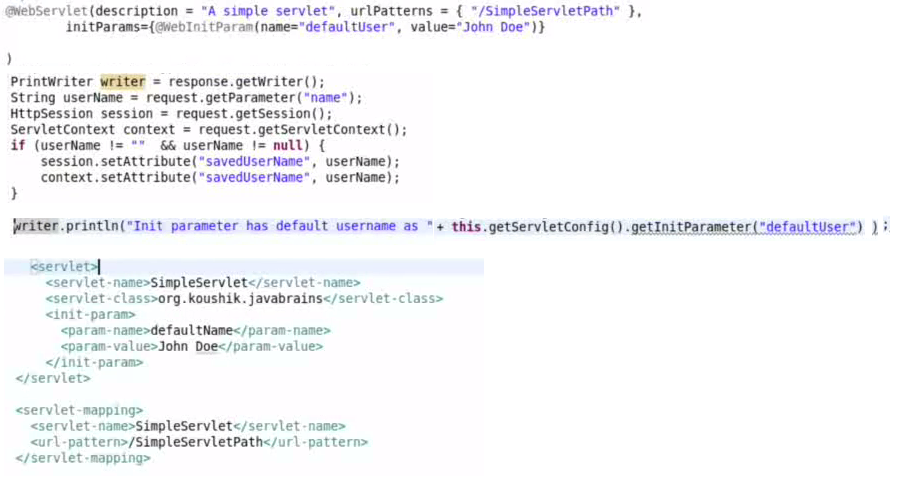 @WebServlet(description = "A simple servlet", urlPatterns = { "/SimpleServletPath" },
initParams={@WebInitParam(name="defaultUser", value="John Doe")}
)
PrintWriter writer = response.getWriter();
String userName = request.getParameter("name");
HttpSession session = request.getSession();
ServletContext context = request.getServletContext();
if (userName != "" && userName != null) {
session.setAttribute("savedUserName", userName);
context.setAttribute("savedUserName", userName);
}
writer.println("Init parameter has default username as "+ this.getServletConfig().getInitParameter("defaultUser") );
<servlet>
<servlet-name>SimpleServlet</servlet-name>
<servlet-class>org.koushik.javabrains</servlet-class>
<init-param>
<param-name>defaultName</param-name>
<param-value>John Doe</param-value>
</init-param>
</servlet>
<servlet-mapping>
<servlet-name>SimpleServlet</servlet-name>
<url-pattern>/SimpleServletPath</url-pattern>
</servlet-mapping>